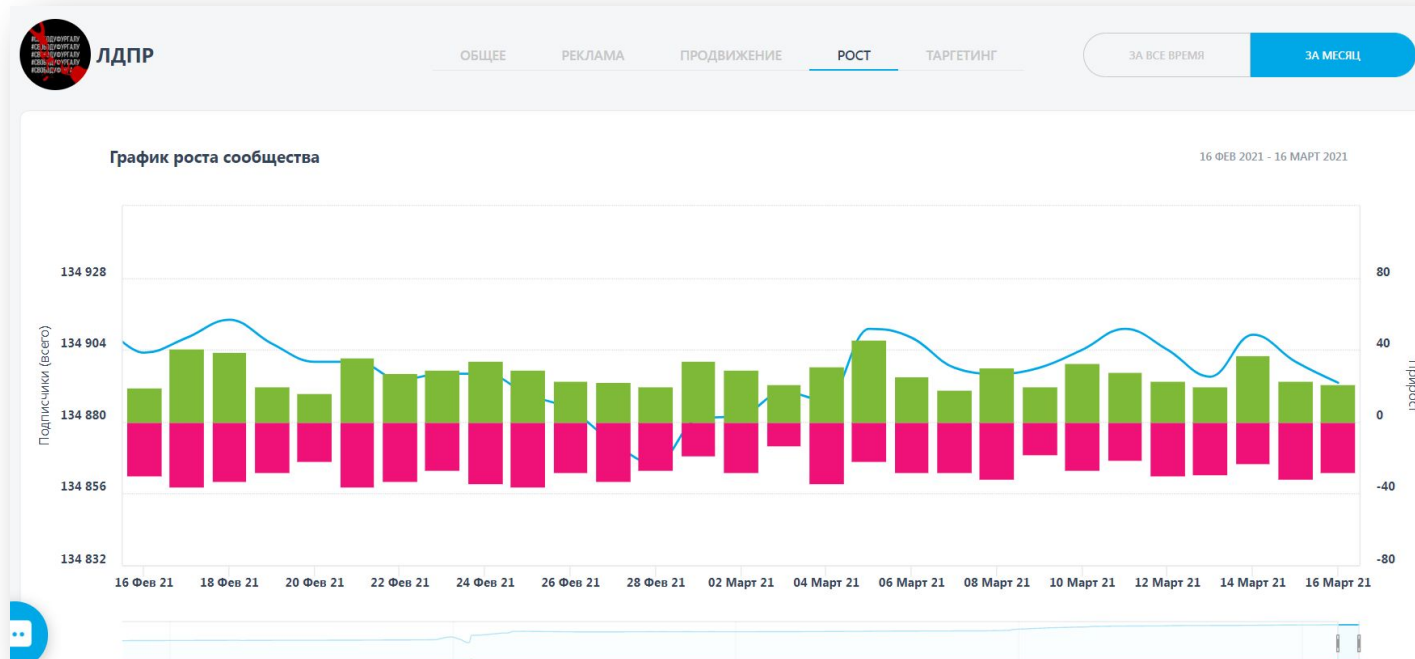 ЛДПР
ОБЩЕЕ
РЕКЛАМА
ПРОДВИЖЕНИЕ
РОСТ
ТАРГЕТИНГ
ЗА ВСЕ ВРЕМЯ
ЗА МЕСЯЦ
График роста сообщества
16 ФЕВ 2021 - 16 МАРТ 2021
Подписчики (всего)
134 928
134 904
134 880
134 856
134 832
80
40
0
-40
-80
16 Фев 21
18 Фев 21
20 Фев 21
22 Фев 21
24 Фев 21
26 Фев 21
28 Фев 21
02 Март 21
04 Март 21
06 Март 21
08 Март 21
10 Март 21
12 Март 21
14 Март 21
16 Март 21